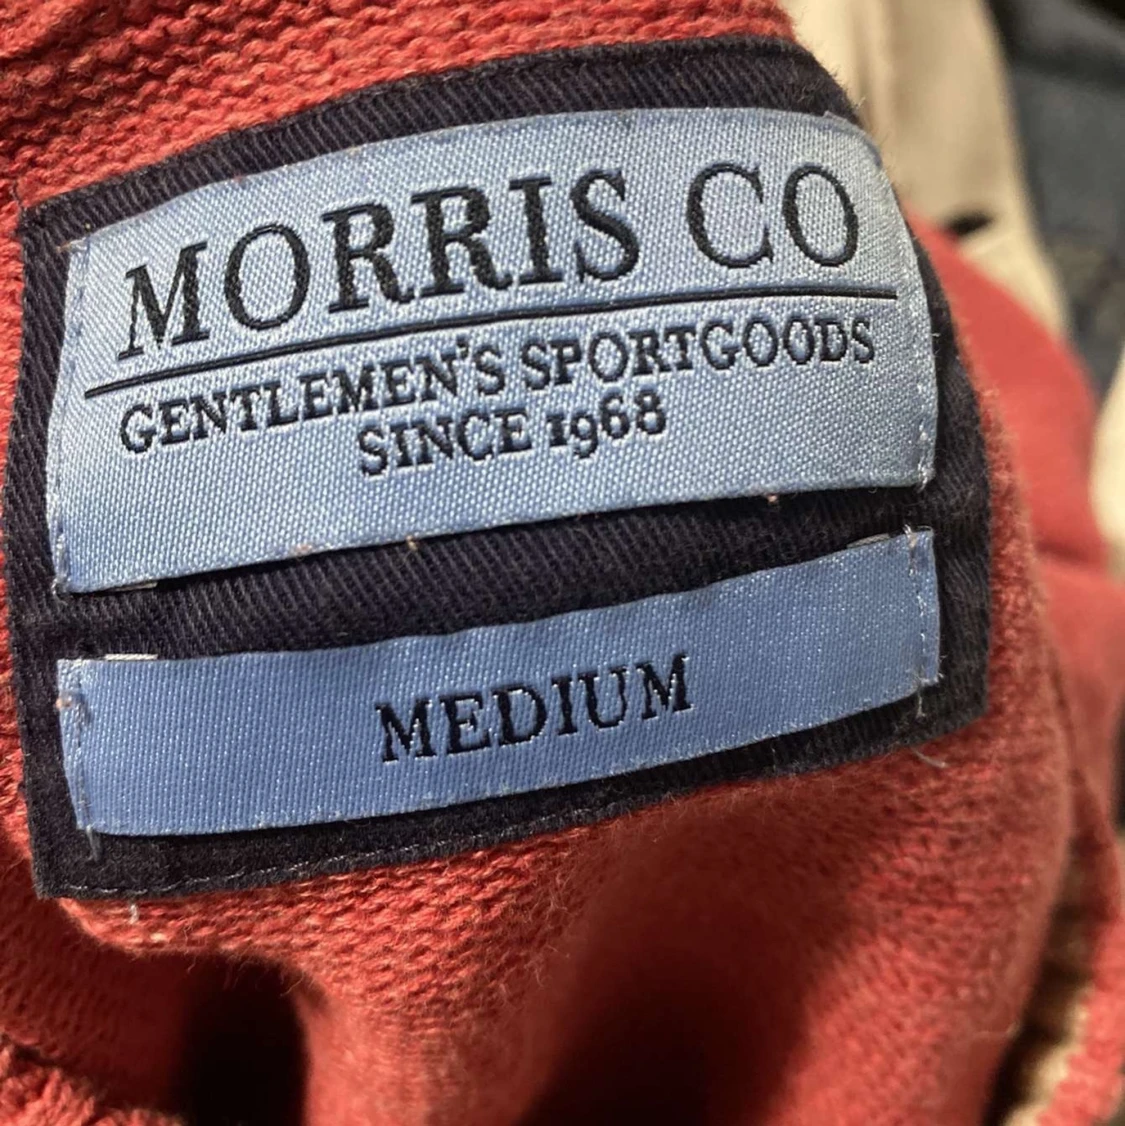 MORRIS CO
GENTLEMEN'S SPORTGOODS
SINCE 1968
MEDIUM